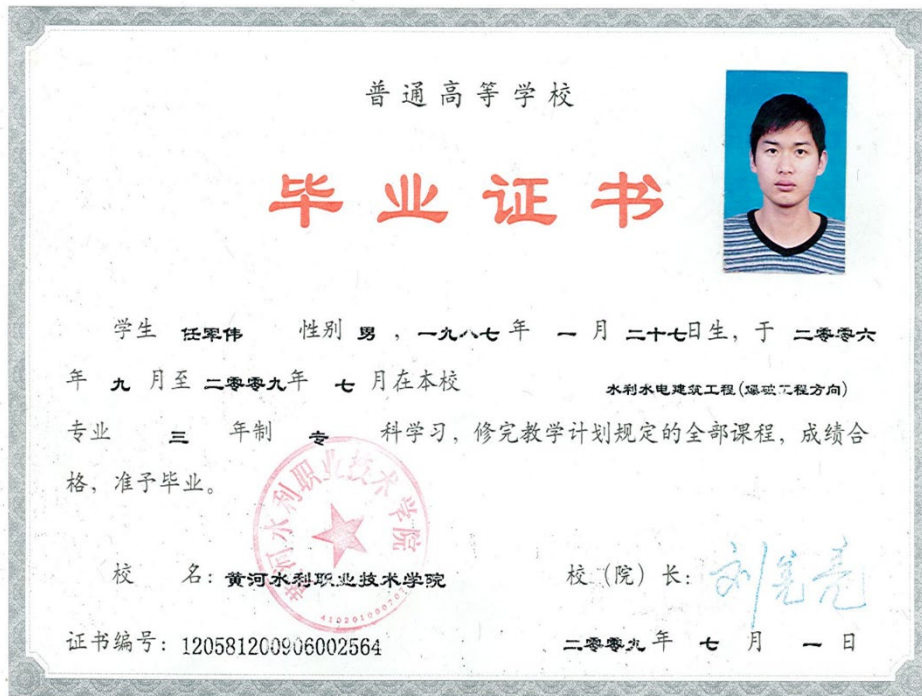 普通高等学校
毕业证书
学生 任军伟 性别 男 ，一九八七 年 一 月 二十七日生，于 二零零六
年 九 月至 二零零九年 七 月在本校 水利水电建筑工程(爆破工程方向)
专业 三 年制 专 科学习，修完教学计划规定的全部课程，成绩合
格，准予毕业。
黄河水利职业技术学院
校 名：黄河水利职业技术学院 校（院）长：
证书编号：120581200906002564 二零零九 年 七 月 一 日